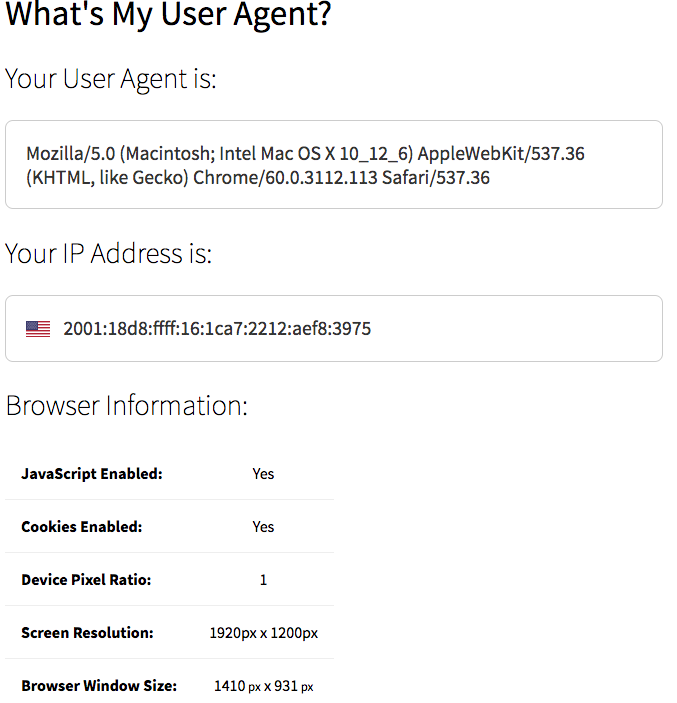 What's My User Agent?
Your User Agent is:
Mozilla/5.0 (Macintosh; Intel Mac OS X 10_12_6) AppleWebKit/537.36
(KHTML, like Gecko) Chrome/60.0.3112.113 Safari/537.36
Your IP Address is:
2001:18d8:ffff:16:1ca7:2212:aef8:3975
Browser Information:
JavaScript Enabled: Yes
Cookies Enabled: Yes
Device Pixel Ratio: 1
Screen Resolution: 1920px x 1200px
Browser Window Size: 1410 px x 931 px